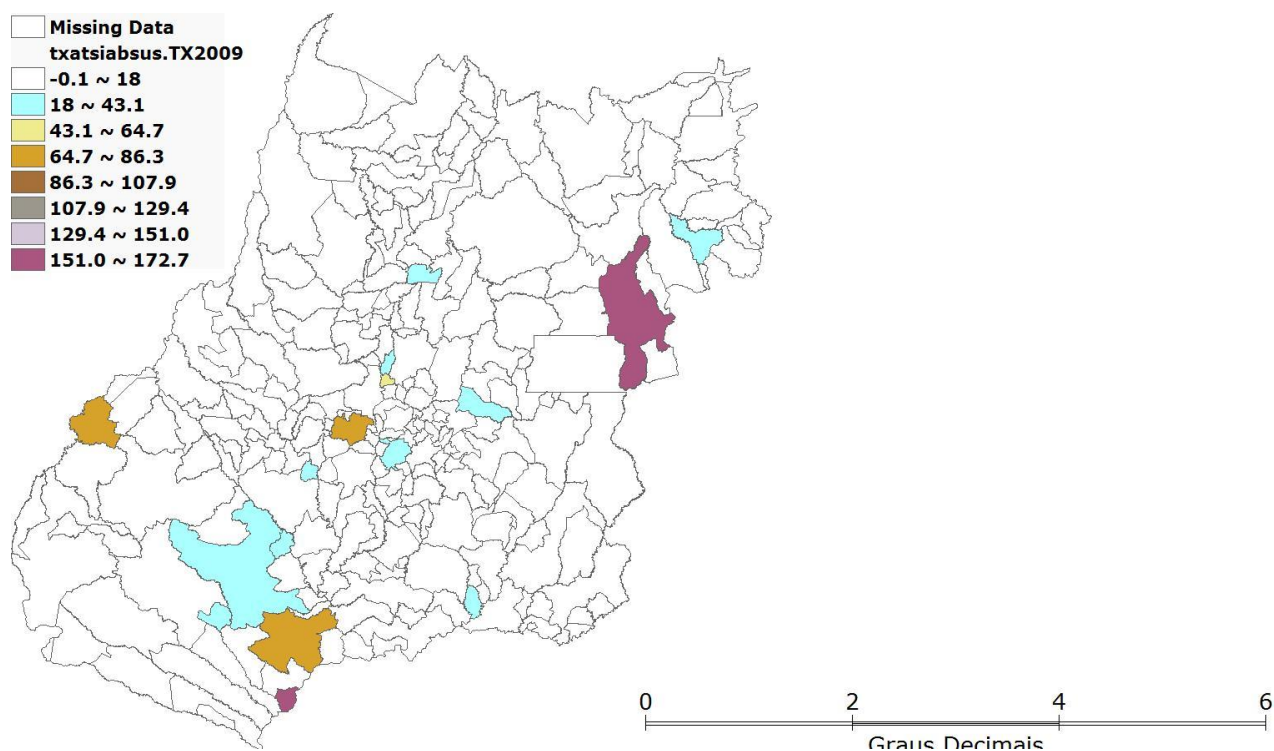 Missing Data
txatsiabsus.TX2009
-0.1 ~ 18
18 ~ 43.1
43.1 ~ 64.7
64.7 ~ 86.3
86.3 ~ 107.9
107.9 ~ 129.4
129.4 ~ 151.0
151.0 ~ 172.7
0 2 4 6
Graus Decimais